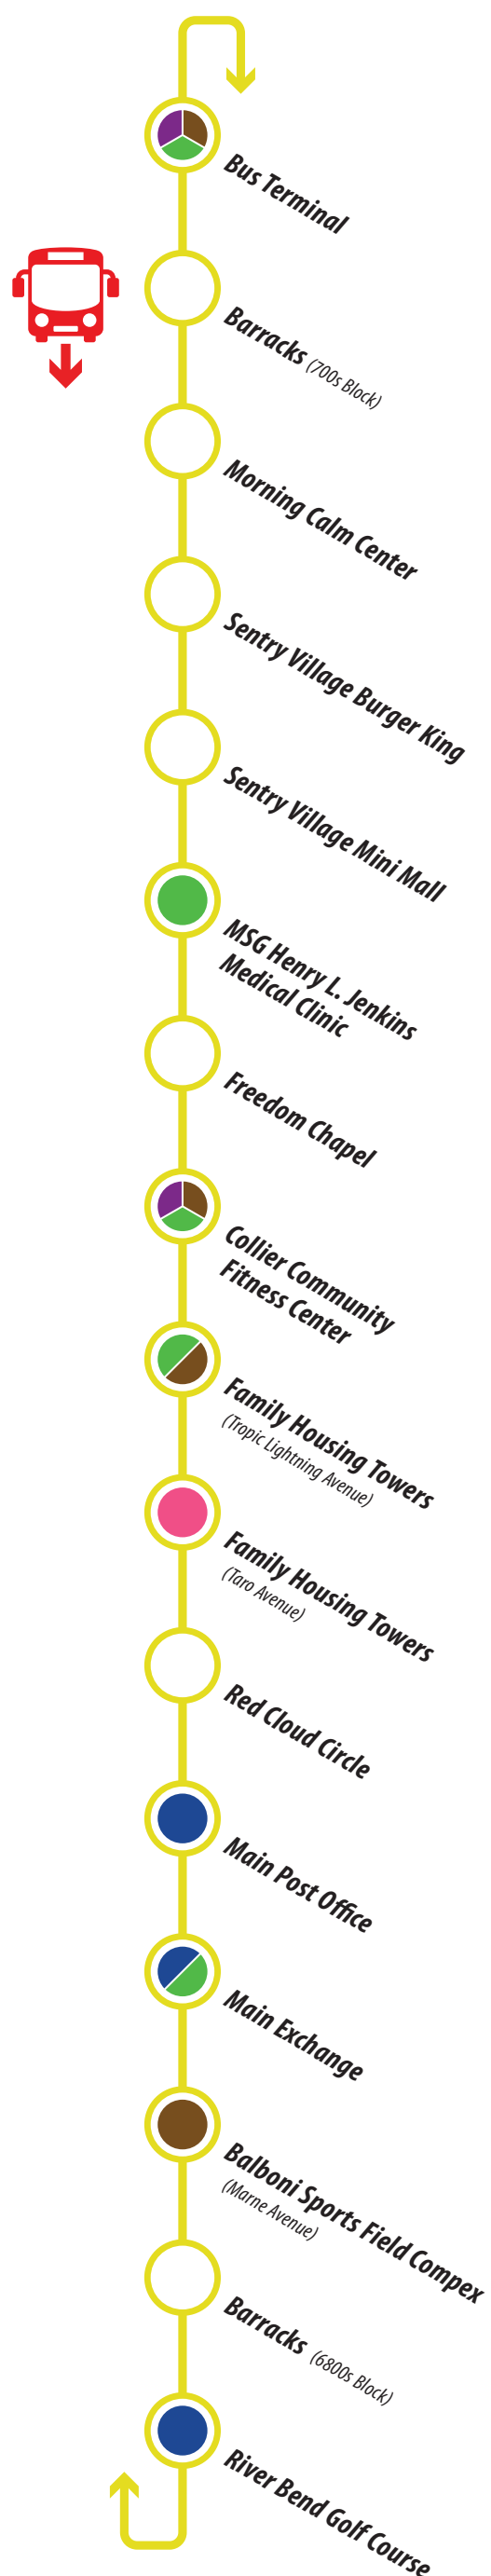 Bus Terminal
Barracks (700s Block)
Morning Calm Center
Sentry Village Burger King
Sentry Village Mini Mall
MSG Henry L. Jenkins
Medical Clinic
Freedom Chapel
Collier Community
Fitness Center
Family Housing Towers
(Tropic Lightning Avenue)
Family Housing Towers
(Taro Avenue)
Red Cloud Circle
Main Post Office
Main Exchange
Balboni Sports Field Compex
(Marne Avenue)
Barracks (6800s Block)
River Bend Golf Course